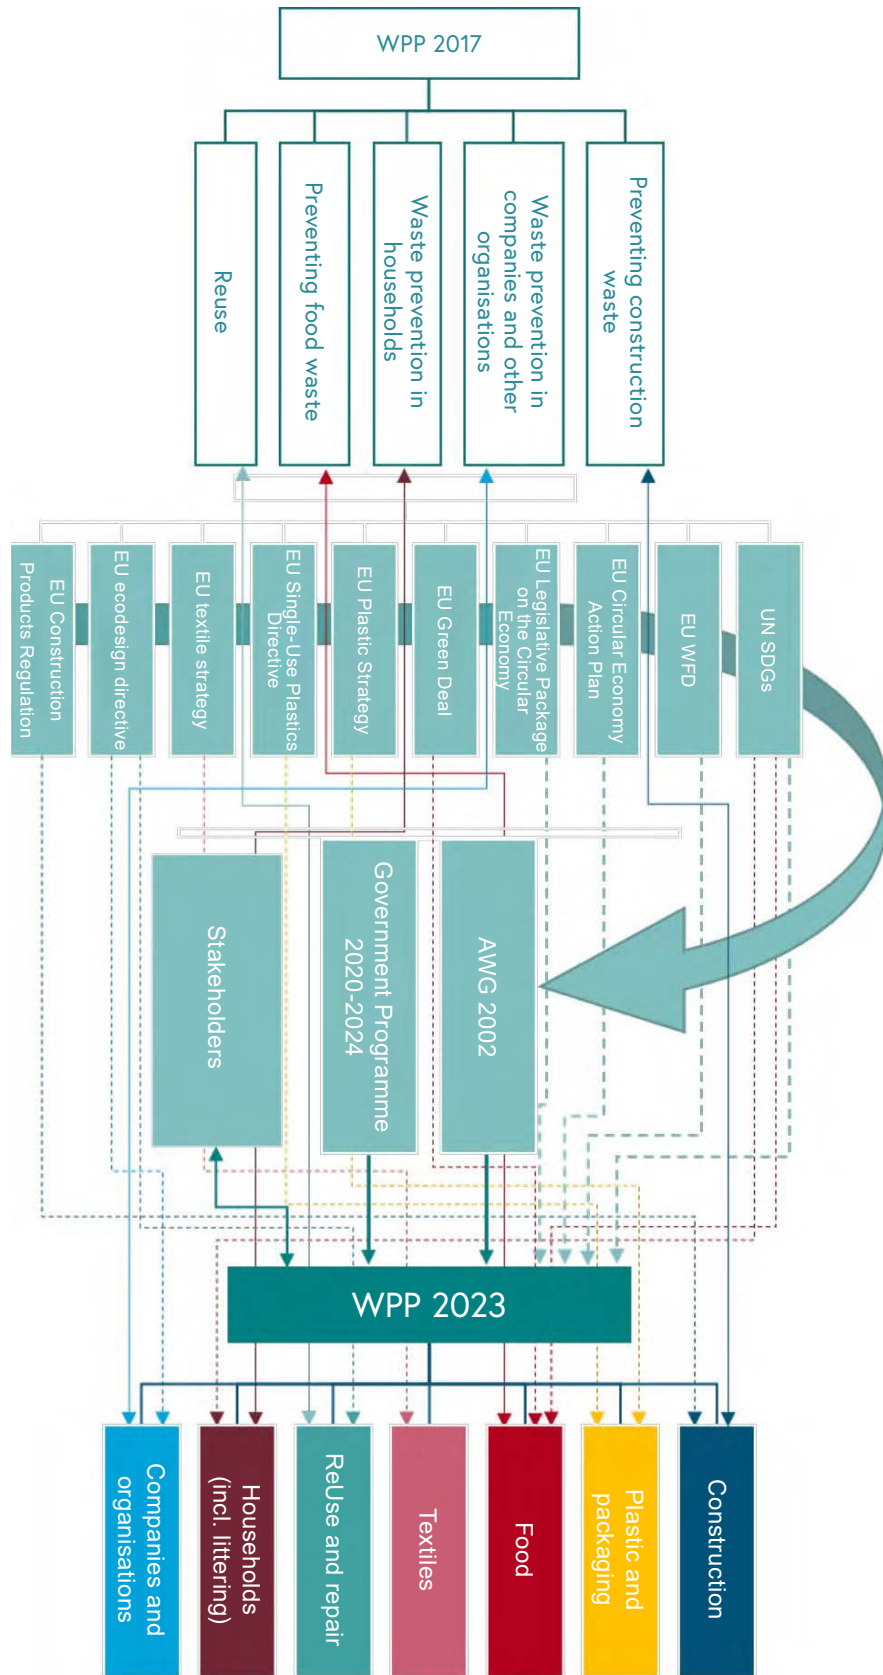 WPP 2017
Reuse
Preventing food waste
Waste prevention in
households
Waste prevention in
companies and other
organisations
Preventing construction
waste
EU Construction
Products Regulation
EU ecodesign directive
EU textile strategy
EU Single-Use Plastics
Directive
EU Plastic Strategy
EU Green Deal
EU Legislative Package
on the Circular
Economy
EU Circular Economy
Action Plan
EU WFD
UN SDGs
Stakeholders
Government Programme
2020-2024
AWG 2002
WPP 2023
Companies and
organisations
Households
(incl. littering)
ReUse and repair
Textiles
Food
Plastic and
packaging
Construction